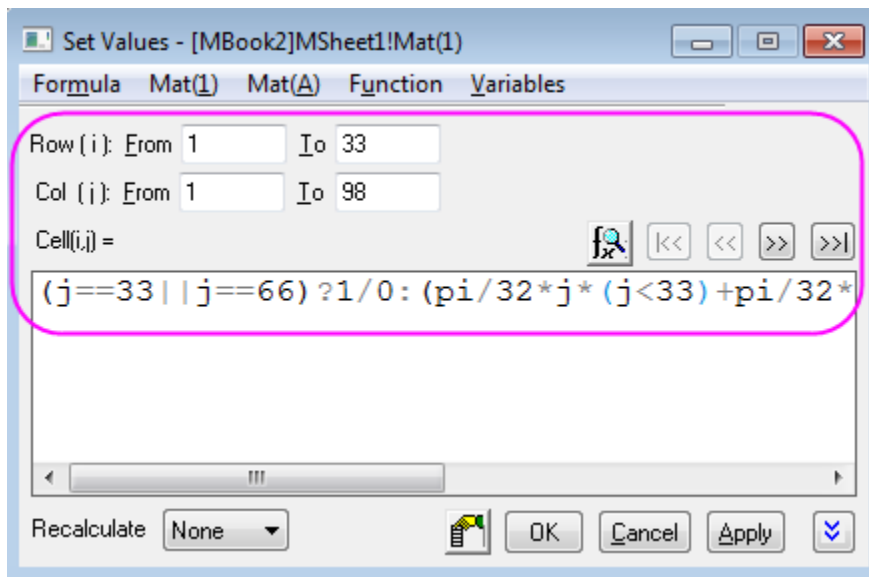 Set Values - [MBook2]MSheet1!Mat(1)
Formula Mat(1) Mat(A) Function Variables
Row ( i ): From 1 To 33
Col ( j ): From 1 To 98
Cell(i,j) = |<< << >> >>|
(j==33||j==66)?1/0:(pi/32*j*(j<33)+pi/32*
Recalculate None OK Cancel Apply